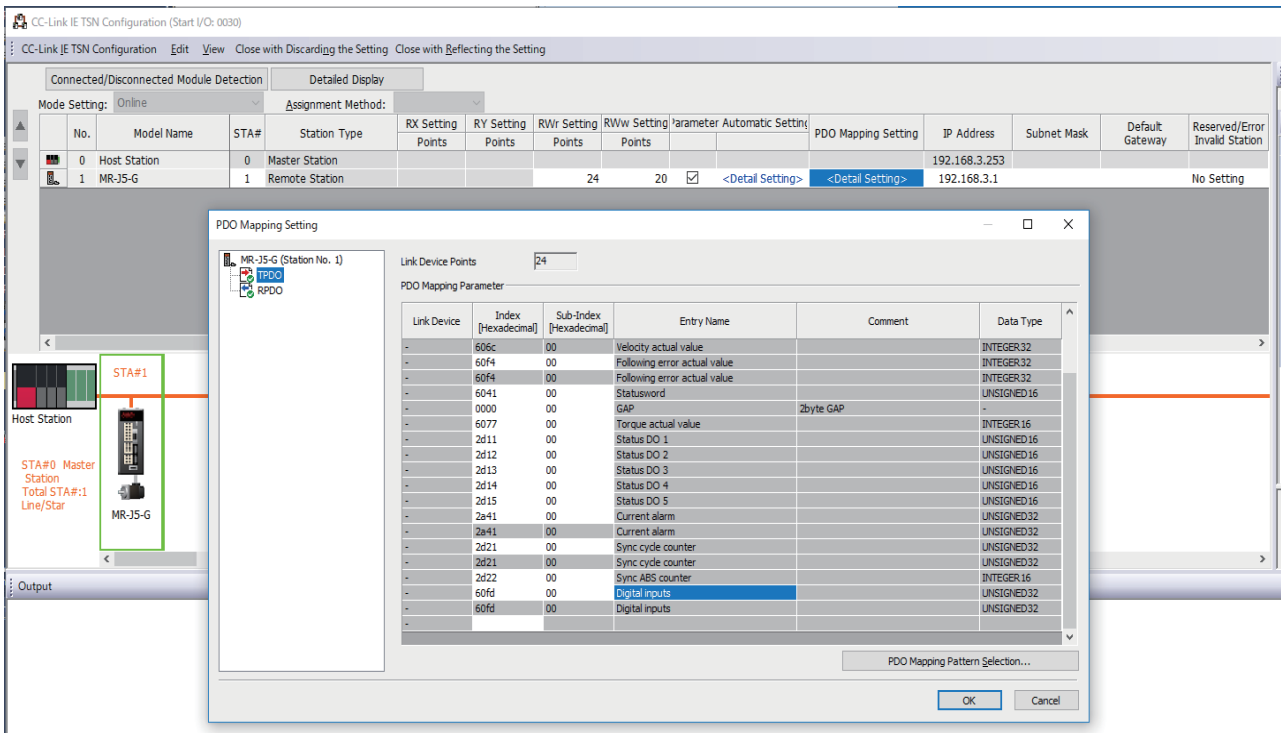 CC-Link IE TSN Configuration (Start I/O: 0030)
CC-Link IE TSN Configuration Edit View Close with Discarding the Setting Close with Reflecting the Setting
Connected/Disconnected Module Detection Detailed Display
Mode Setting: Online Assignment Method:
No. Model Name STA# Station Type RX Setting RY Setting RWr Setting RWw Setting Parameter Automatic Setting PDO Mapping Setting IP Address Subnet Mask Default Gateway Reserved/Error Invalid Station
Points Points Points Points
0 Host Station 0 Master Station 192.168.3.253
1 MR-J5-G 1 Remote Station 24 20 <Detail Setting> <Detail Setting> 192.168.3.1 No Setting
PDO Mapping Setting
MR-J5-G (Station No. 1)
TPDO
RPDO
Link Device Points 24
PDO Mapping Parameter
Link Device Index [Hexadecimal] Sub-Index [Hexadecimal] Entry Name Comment Data Type
- 606c 00 Velocity actual value INTEGER32
- 60f4 00 Following error actual value INTEGER32
- 60f4 00 Following error actual value INTEGER32
- 6041 00 Statusword UNSIGNED16
- 0000 00 GAP 2byte GAP -
- 6077 00 Torque actual value INTEGER16
- 2d11 00 Status DO 1 UNSIGNED16
- 2d12 00 Status DO 2 UNSIGNED16
- 2d13 00 Status DO 3 UNSIGNED16
- 2d14 00 Status DO 4 UNSIGNED16
- 2d15 00 Status DO 5 UNSIGNED16
- 2a41 00 Current alarm UNSIGNED32
- 2a41 00 Current alarm UNSIGNED32
- 2d21 00 Sync cycle counter UNSIGNED32
- 2d21 00 Sync cycle counter UNSIGNED32
- 2d22 00 Sync ABS counter INTEGER16
- 60fd 00 Digital inputs UNSIGNED32
- 60fd 00 Digital inputs UNSIGNED32
-
PDO Mapping Pattern Selection...
OK Cancel
STA#1
Host Station
STA#0 Master
Station
Total STA#:1
Line/Star
MR-J5-G
Output